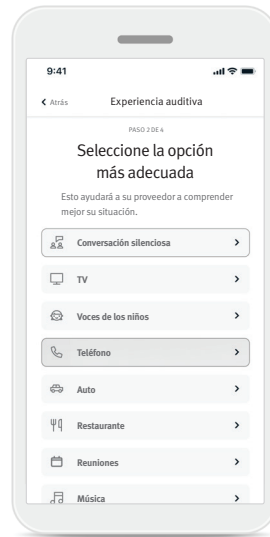 9:41
Atrás Experiencia auditiva
PASO 2 DE 4
Seleccione la opción
más adecuada
Esto ayudará a su proveedor a comprender
mejor su situación.
Conversación silenciosa
TV
Voces de los niños
Teléfono
Auto
Restaurante
Reuniones
Música